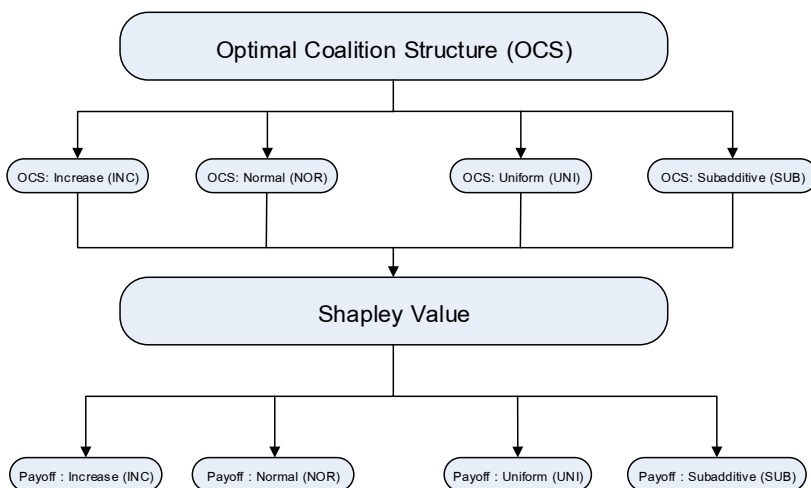 Optimal Coalition Structure (OCS)
OCS: Increase (INC)
OCS: Normal (NOR)
OCS: Uniform (UNI)
OCS: Subadditive (SUB)
Shapley Value
Payoff : Increase (INC)
Payoff : Normal (NOR)
Payoff : Uniform (UNI)
Payoff : Subadditive (SUB)